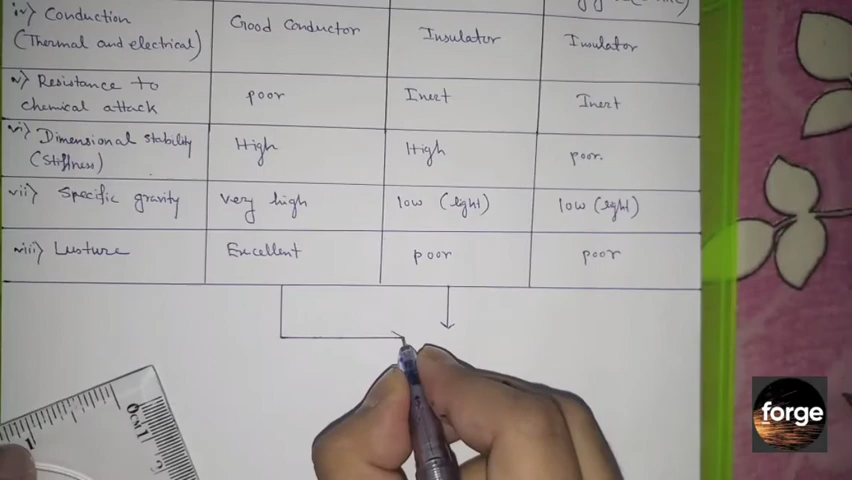 iv) Conduction
(Thermal and electrical)
Good Conductor
Insulator
Insulator
v) Resistance to
chemical attack
poor
Inert
Inert
vi) Dimensional stability
(Stiffness)
High
High
poor.
vii) Specific gravity
very high
low (light)
low (light)
viii) Lusture
Excellent
poor
poor
forge